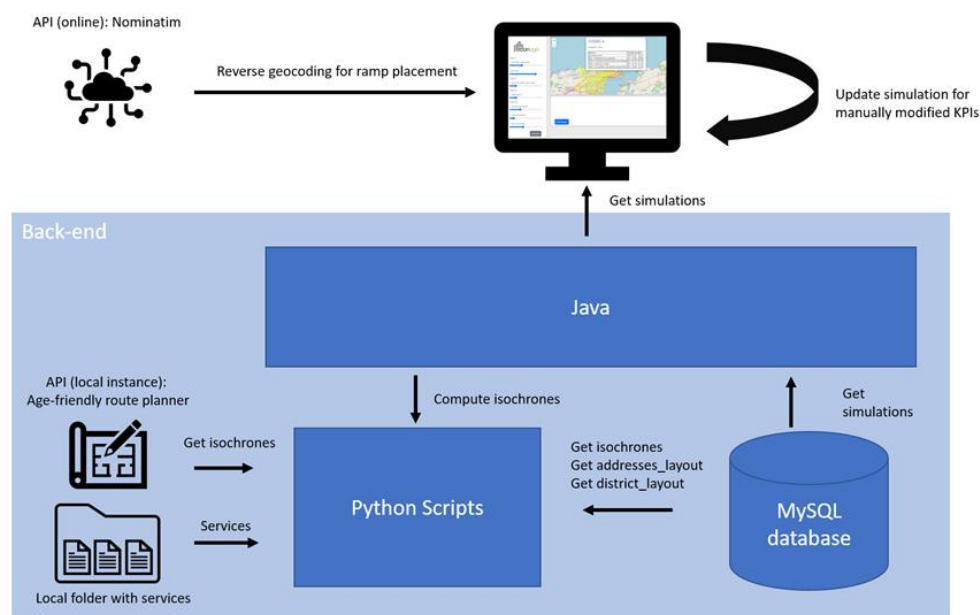 API (online): Nominatim
Reverse geocoding for ramp placement
Update simulation for
manually modified KPIs
Get simulations
Back-end
Java
API (local instance):
Age-friendly route planner
Compute isochrones
Get
simulations
Get isochrones
Get isochrones
Get addresses_layout
Get district_layout
Python Scripts
MySQL
database
Services
Local folder with services